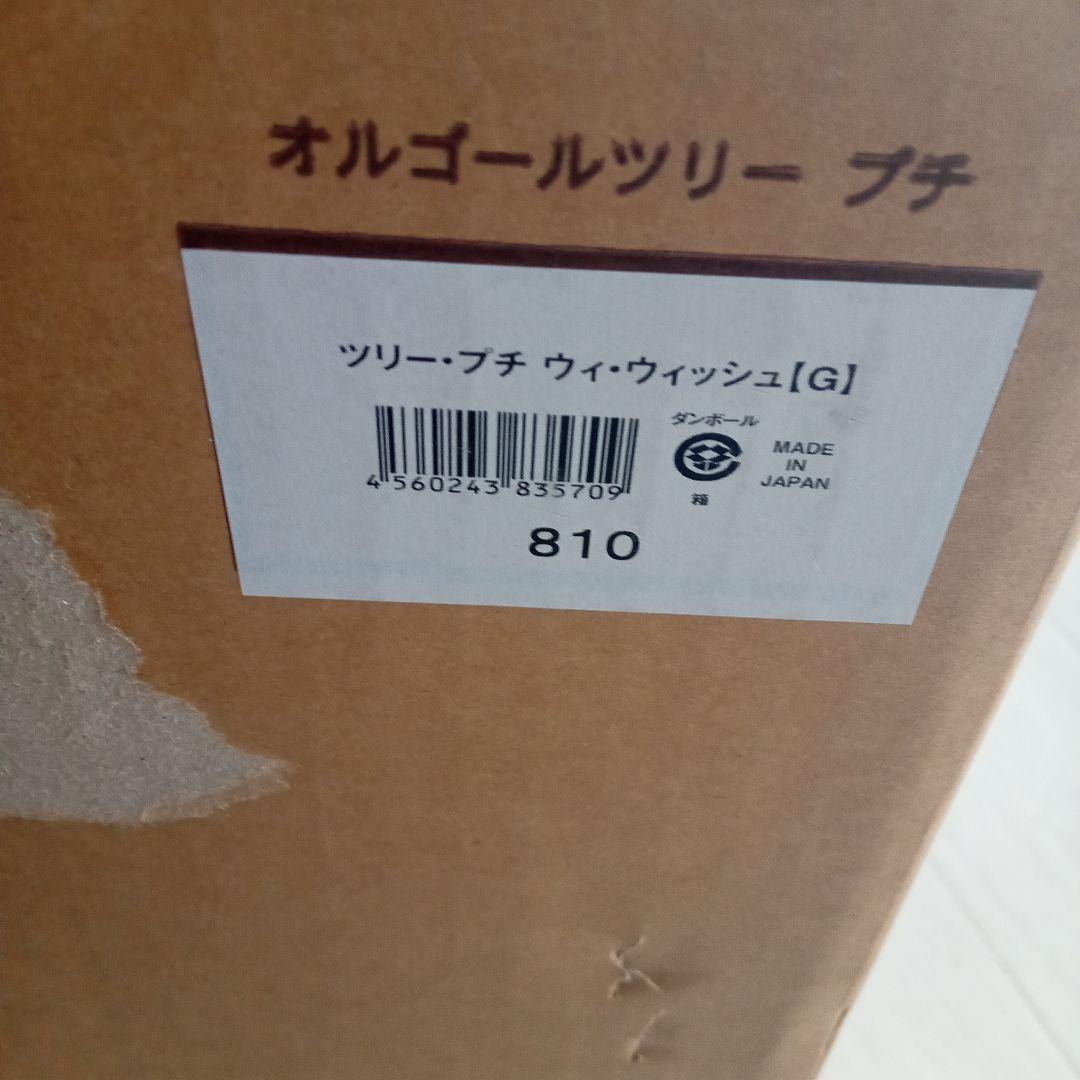 オルゴールツリー プチ
ツリー・プチ ウィ・ウィッシュ【G】
ダンボール
箱
MADE
IN
JAPAN
4 560243 835709
810